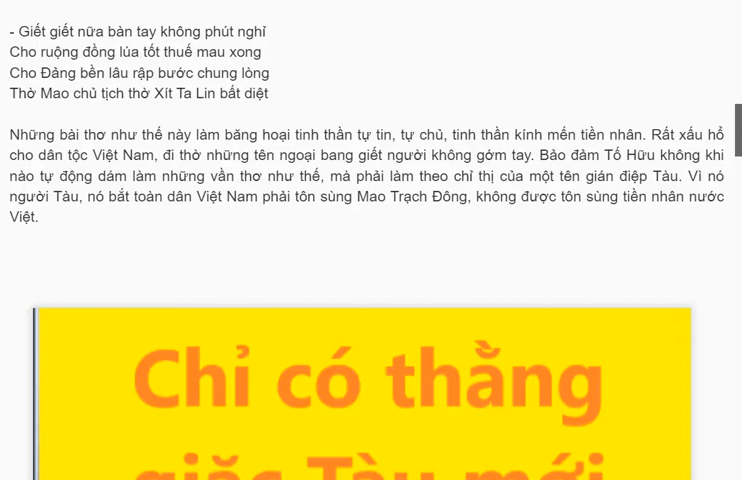 - Giết giết nữa bàn tay không phút nghỉ
Cho ruộng đồng lúa tốt thuế mau xong
Cho Đảng bền lâu rập bước chung lòng
Thờ Mao chủ tịch thờ Xít Ta Lin bất diệt
Những bài thơ như thế này làm băng hoại tinh thần tự tin, tự chủ, tinh thần kính mến tiền nhân. Rất xấu hổ
cho dân tộc Việt Nam, đi thờ những tên ngoại bang giết người không gớm tay. Bảo đảm Tố Hữu không khi
nào tự động dám làm những vần thơ như thế, mà phải làm theo chỉ thị của một tên gián điệp Tàu. Vì nó
người Tàu, nó bắt toàn dân Việt Nam phải tôn sùng Mao Trạch Đông, không được tôn sùng tiền nhân nước
Việt.
Chỉ có thằng
giặc Tàu mới